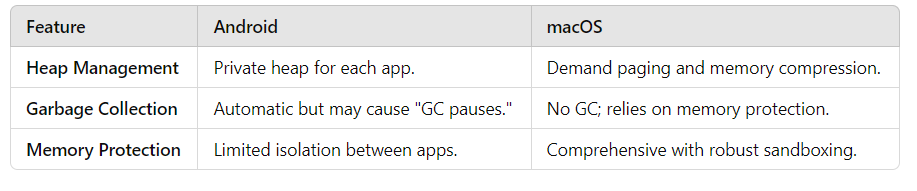 Feature Android macOS
Heap Management Private heap for each app. Demand paging and memory compression.
Garbage Collection Automatic but may cause "GC pauses." No GC; relies on memory protection.
Memory Protection Limited isolation between apps. Comprehensive with robust sandboxing.